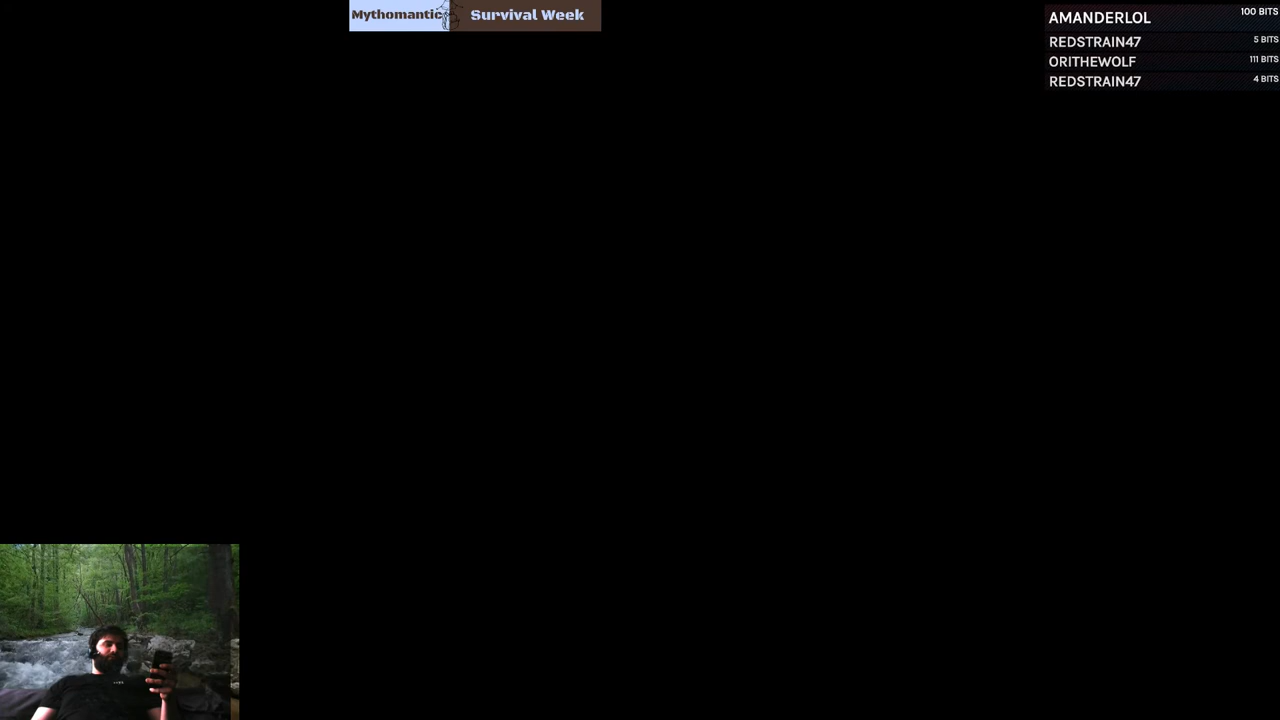 Mythomantic
Survival Week
AMANDERLOL 100 BITS
REDSTRAIN47 5 BITS
ORITHEWOLF 111 BITS
REDSTRAIN47 4 BITS